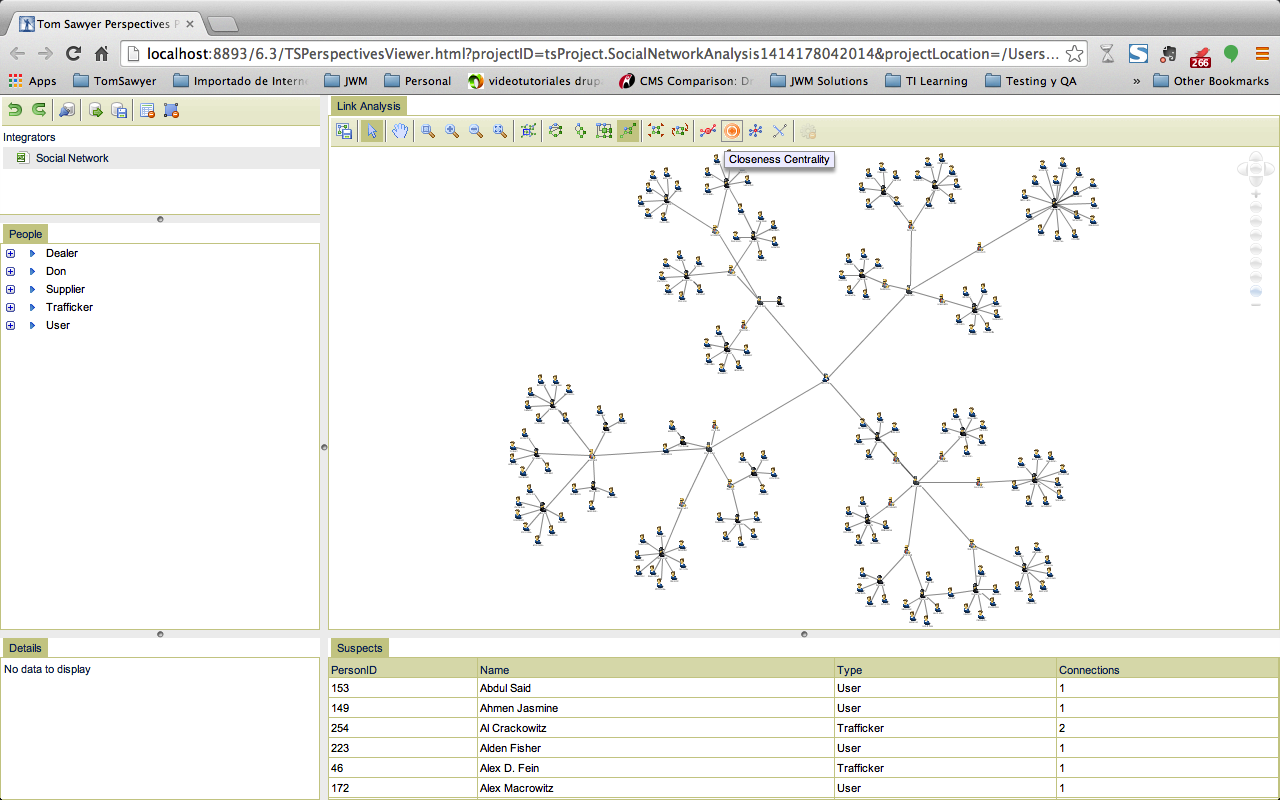 Tom Sawyer Perspectives P
localhost:8893/6.3/TSPerspectivesViewer.html?projectID=tsProject.SocialNetworkAnalysis1414178042014&projectLocation=/Users...
266
Apps TomSawyer Importado de Intern JWM Personal videotutoriales drup CMS Comparison: Dr JWM Solutions TI Learning Testing y QA » Other Bookmarks
Link Analysis
Integrators
Social Network
Closeness Centrality
People
Dealer
Don
Supplier
Trafficker
User
Details
No data to display
Suspects
PersonID Name Type Connections
153 Abdul Said User 1
149 Ahmen Jasmine User 1
254 Al Crackowitz Trafficker 2
223 Alden Fisher User 1
46 Alex D. Fein Trafficker 1
172 Alex Macrowitz User 1